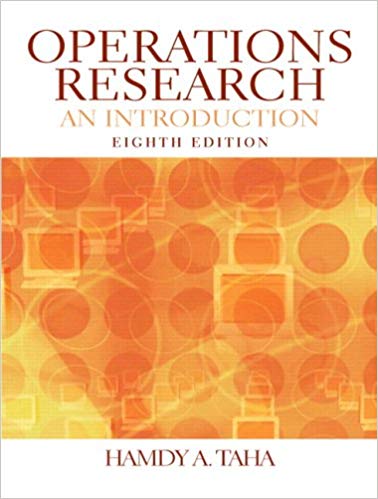 OPERATIONS
RESEARCH
AN INTRODUCTION
EIGHTH EDITION
HAMDY A. TAHA